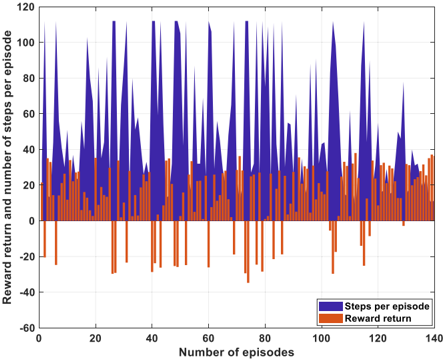 120
100
80
60
40
20
0
-20
-40
-60
Reward return and number of steps per episode
0 20 40 60 80 100 120 140
Number of episodes
Steps per episode
Reward return